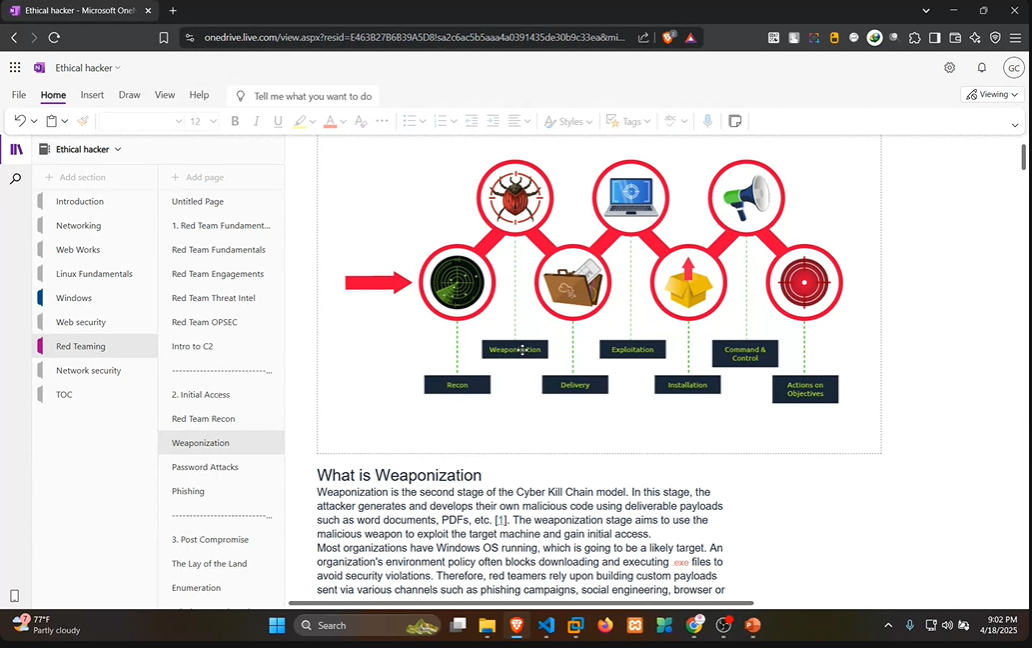 Ethical hacker - Microsoft One
onedrive.live.com/view.aspx?resid=E463B27B6B39A5D8!sa2c6ac5b5aaa4a0391435de30b9c33ea&mi...
Ethical hacker
GC
File Home Insert Draw View Help Tell me what you want to do Viewing
12 B I U Styles Tags
Ethical hacker
Add section
Add page
Introduction
Networking
Web Works
Linux Fundamentals
Windows
Web security
Red Teaming
Network security
TOC
Untitled Page
1. Red Team Fundament...
Red Team Fundamentals
Red Team Engagements
Red Team Threat Intel
Red Team OPSEC
Intro to C2
----------------------------...
2. Initial Access
Red Team Recon
Weaponization
Password Attacks
Phishing
----------------------------...
3. Post Compromise
The Lay of the Land
Enumeration
Weaponization
Exploitation
Command &
Control
Recon
Delivery
Installation
Actions on
Objectives
What is Weaponization
Weaponization is the second stage of the Cyber Kill Chain model. In this stage, the
attacker generates and develops their own malicious code using deliverable payloads
such as word documents, PDFs, etc. [1]. The weaponization stage aims to use the
malicious weapon to exploit the target machine and gain initial access.
Most organizations have Windows OS running, which is going to be a likely target. An
organization's environment policy often blocks downloading and executing .exe files to
avoid security violations. Therefore, red teamers rely upon building custom payloads
sent via various channels such as phishing campaigns, social engineering, browser or
77°F
Partly cloudy
Search
9:02 PM
4/18/2025